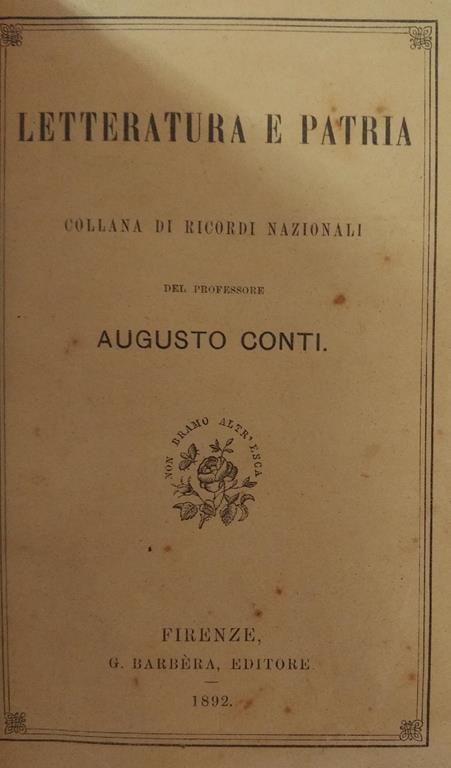 LETTERATURA E PATRIA
COLLANA DI RICORDI NAZIONALI
DEL PROFESSORE
AUGUSTO CONTI.
NON BRAMO ALTR' ESCA
FIRENZE,
G. BARBÈRA, EDITORE.
1892.